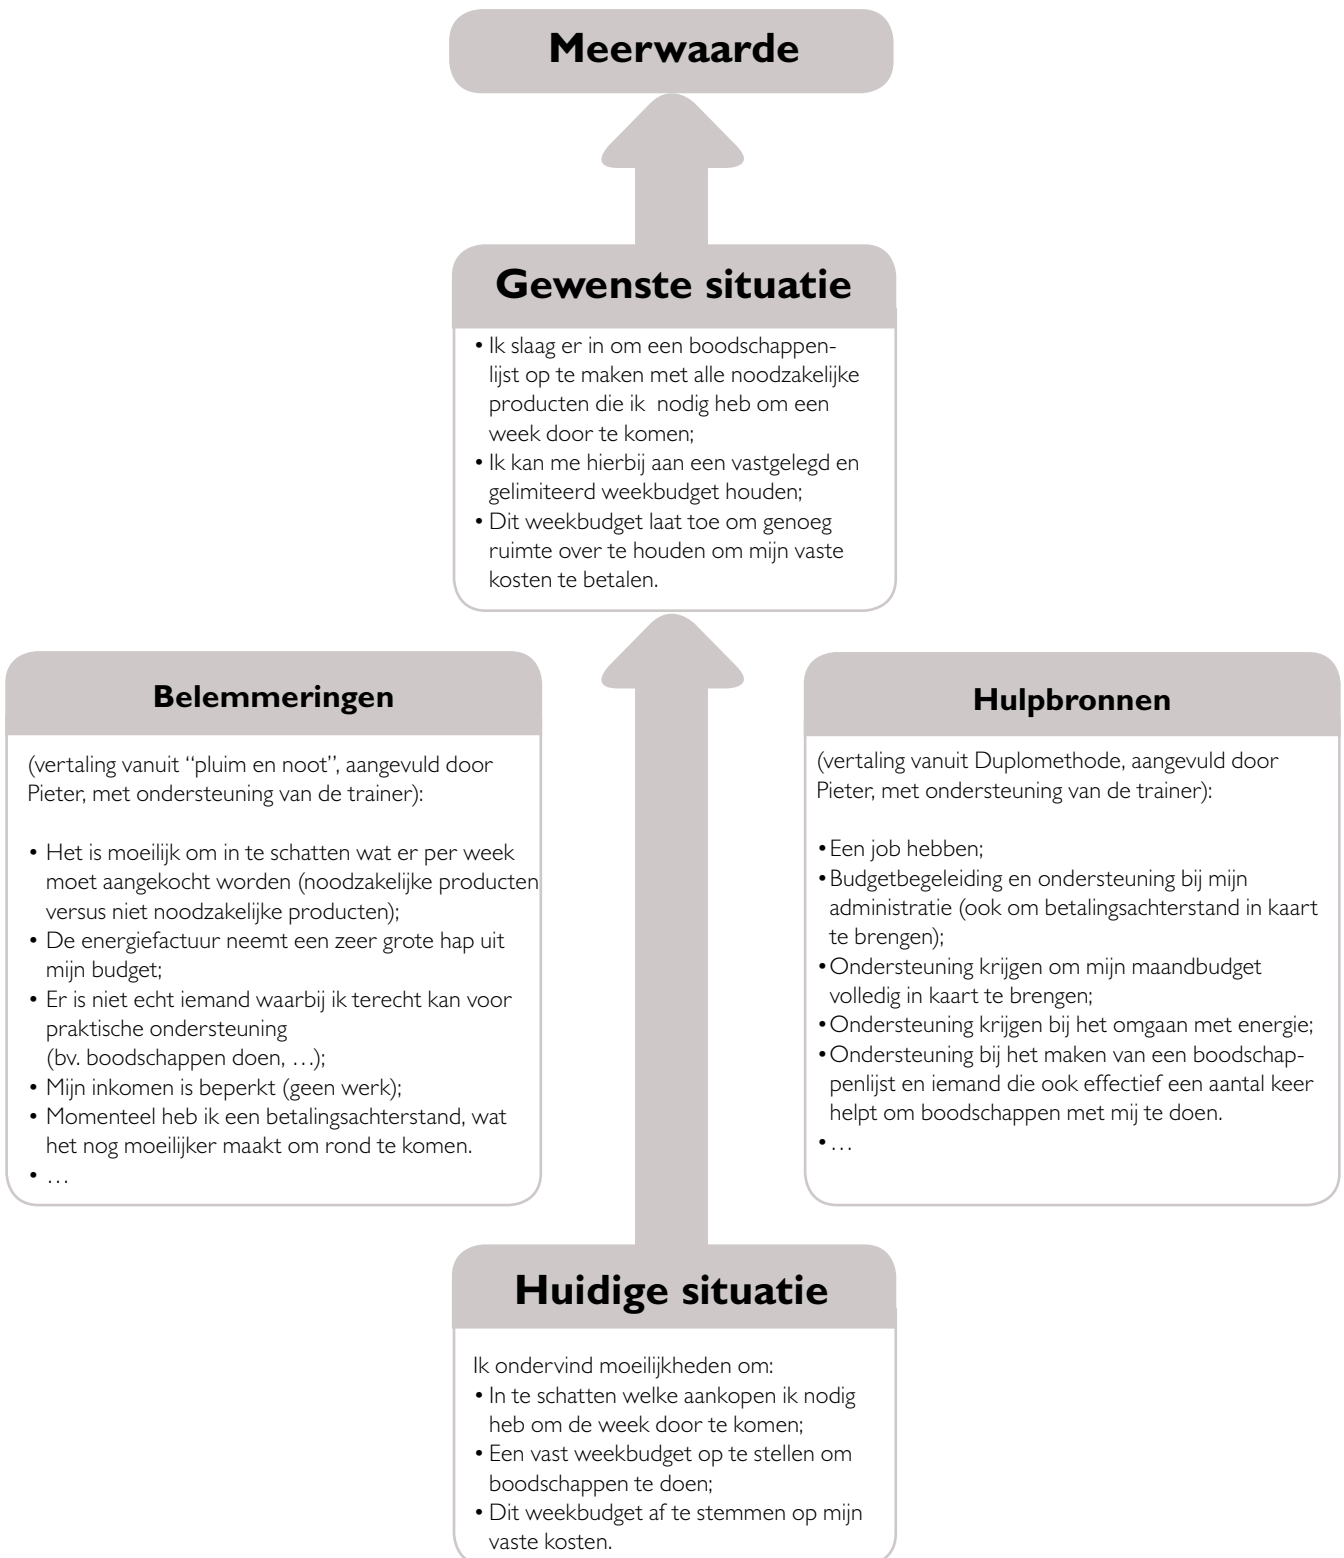 Meerwaarde
Gewenste situatie
• Ik slaag er in om een boodschappen-
lijst op te maken met alle noodzakelijke
producten die ik nodig heb om een
week door te komen;
• Ik kan me hierbij aan een vastgelegd en
gelimiteerd weekbudget houden;
• Dit weekbudget laat toe om genoeg
ruimte over te houden om mijn vaste
kosten te betalen.
Belemmeringen
(vertaling vanuit “pluim en noot”, aangevuld door
Pieter, met ondersteuning van de trainer):
• Het is moeilijk om in te schatten wat er per week
moet aangekocht worden (noodzakelijke producten
versus niet noodzakelijke producten);
• De energiefactuur neemt een zeer grote hap uit
mijn budget;
• Er is niet echt iemand waarbij ik terecht kan voor
praktische ondersteuning
(bv. boodschappen doen, …);
• Mijn inkomen is beperkt (geen werk);
• Momenteel heb ik een betalingsachterstand, wat
het nog moeilijker maakt om rond te komen.
• …
Hulpbronnen
(vertaling vanuit Duplomethode, aangevuld door
Pieter, met ondersteuning van de trainer):
• Een job hebben;
• Budgetbegeleiding en ondersteuning bij mijn
administratie (ook om betalingsachterstand in kaart
te brengen);
• Ondersteuning krijgen om mijn maandbudget
volledig in kaart te brengen;
• Ondersteuning krijgen bij het omgaan met energie;
• Ondersteuning bij het maken van een boodschap-
penlijst en iemand die ook effectief een aantal keer
helpt om boodschappen met mij te doen.
• …
Huidige situatie
Ik ondervind moeilijkheden om:
• In te schatten welke aankopen ik nodig
heb om de week door te komen;
• Een vast weekbudget op te stellen om
boodschappen te doen;
• Dit weekbudget af te stemmen op mijn
vaste kosten.